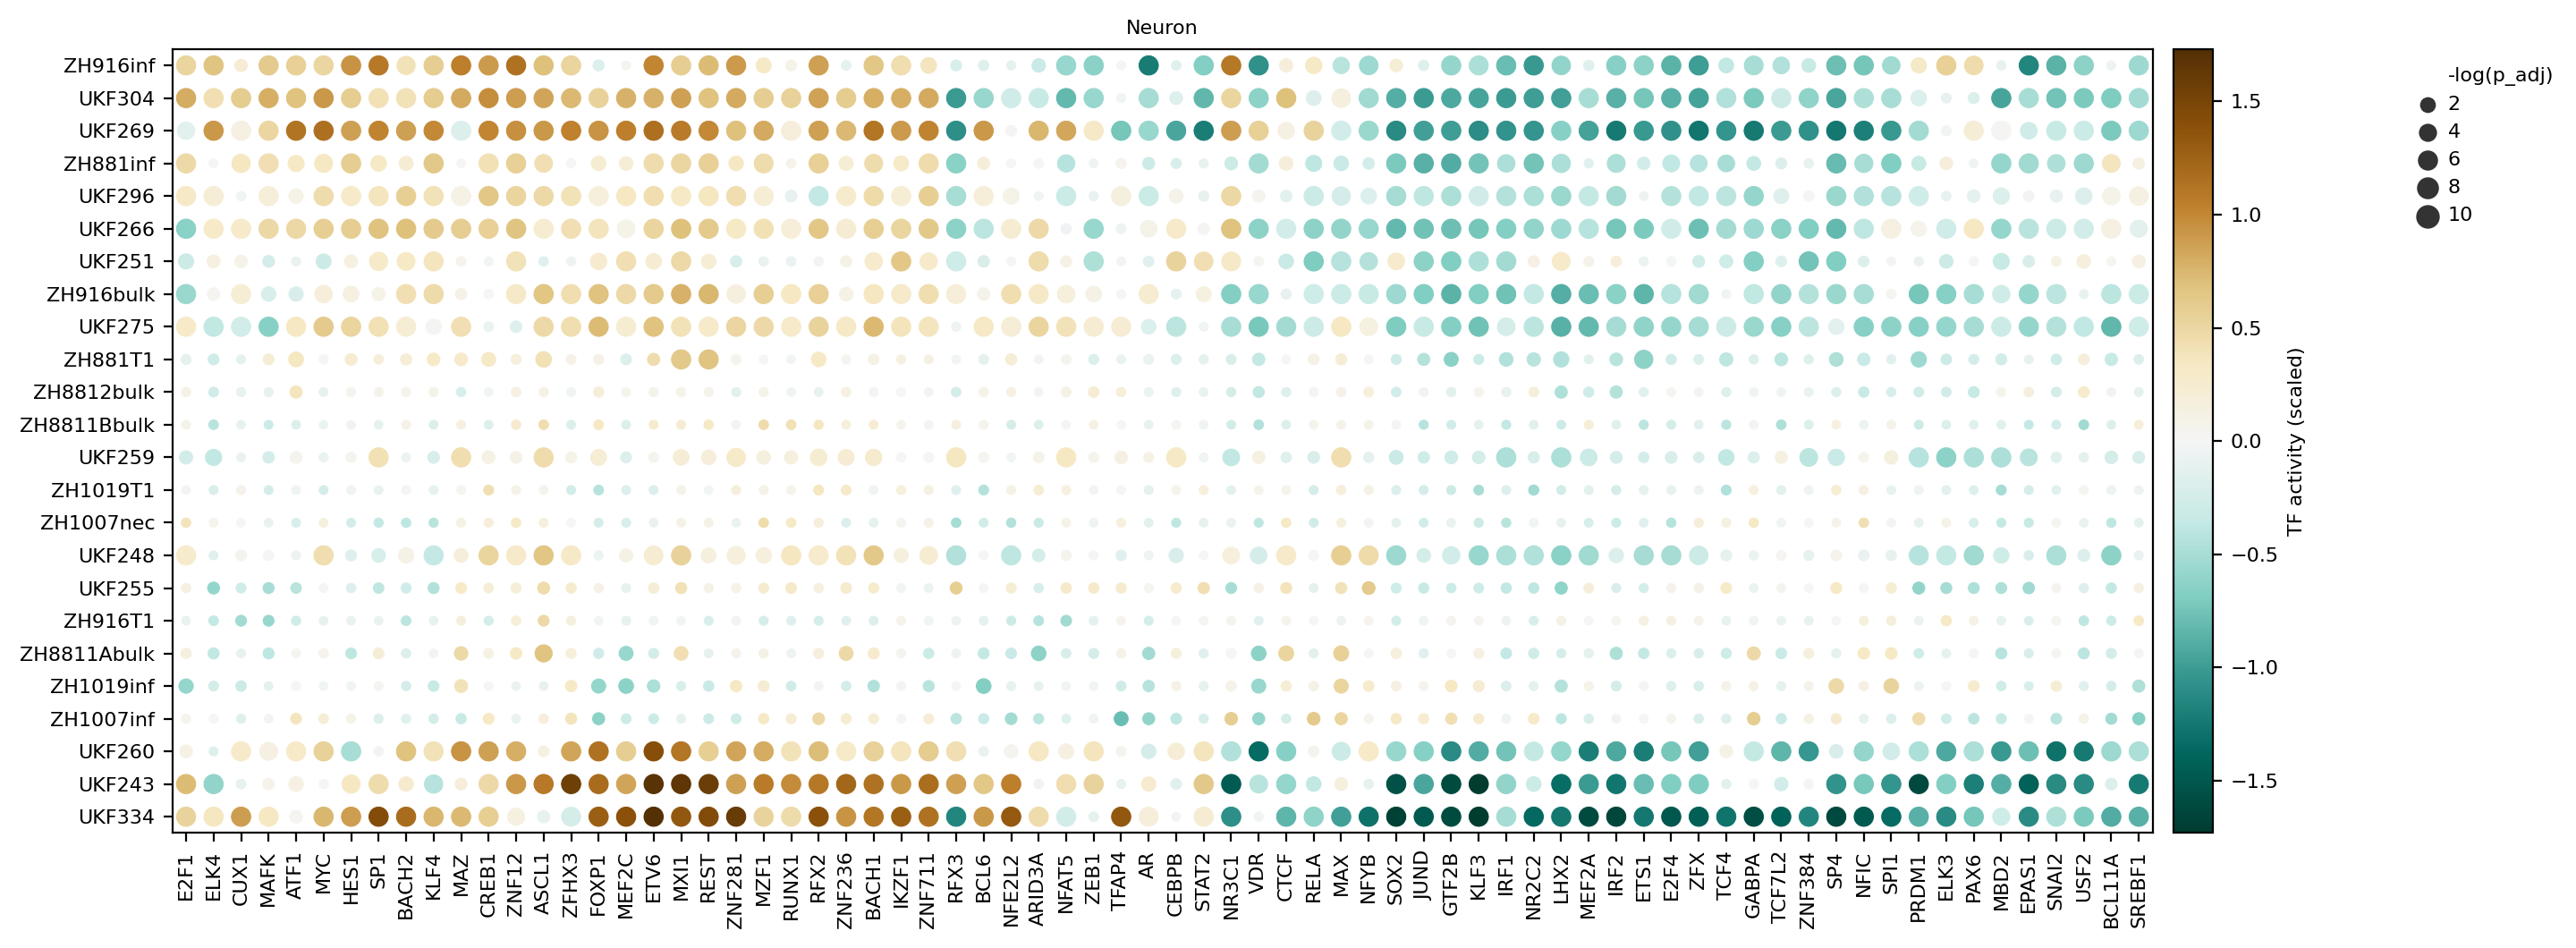 Neuron
ZH916inf
UKF304
UKF269
ZH881inf
UKF296
UKF266
UKF251
ZH916bulk
UKF275
ZH881T1
ZH8812bulk
ZH8811Bbulk
UKF259
ZH1019T1
ZH1007nec
UKF248
UKF255
ZH916T1
ZH8811Abulk
ZH1019inf
ZH1007inf
UKF260
UKF243
UKF334
E2F1
ELK4
CUX1
MAFK
ATF1
MYC
HES1
SP1
BACH2
KLF4
MAZ
CREB1
ZNF12
ASCL1
ZFHX3
FOXP1
MEF2C
ETV6
MXI1
REST
ZNF281
MZF1
RUNX1
RFX2
ZNF236
BACH1
IKZF1
ZNF711
RFX3
BCL6
NFE2L2
ARID3A
NFAT5
ZEB1
TFAP4
AR
CEBPB
STAT2
NR3C1
VDR
CTCF
RELA
MAX
NFYB
SOX2
JUND
GTF2B
KLF3
IRF1
NR2C2
LHX2
MEF2A
IRF2
ETS1
E2F4
ZFX
TCF4
GABPA
TCF7L2
ZNF384
SP4
NFIC
SPI1
PRDM1
ELK3
PAX6
MBD2
EPAS1
SNAI2
USF2
BCL11A
SREBF1
1.5
1.0
0.5
0.0
−0.5
−1.0
−1.5
TF activity (scaled)
-log(p_adj)
2
4
6
8
10